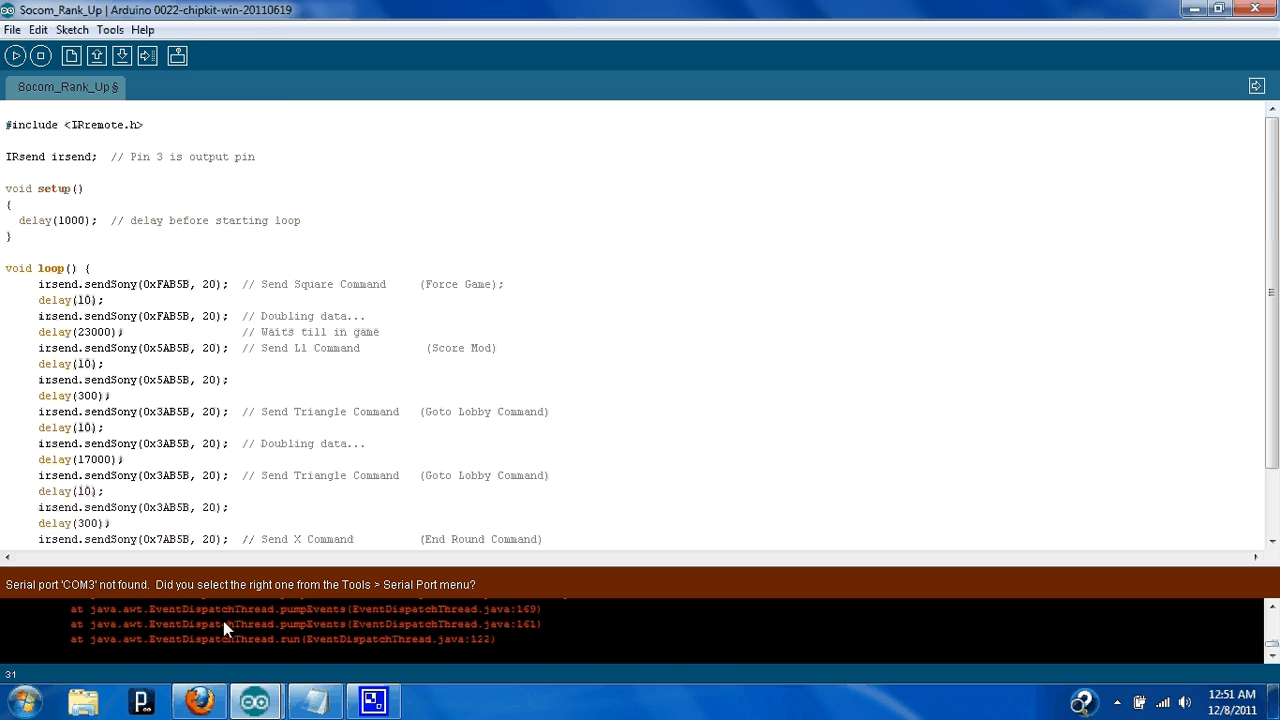 Socom_Rank_Up | Arduino 0022-chipkit-win-20110619
File Edit Sketch Tools Help
Socom_Rank_Up §
#include <IRremote.h>
IRsend irsend;  // Pin 3 is output pin
void setup()
{
delay(1000);  // delay before starting loop
}
void loop() {
irsend.sendSony(0xFAB5B, 20);  // Send Square Command     (Force Game);
delay(10);
irsend.sendSony(0xFAB5B, 20);  // Doubling data...
delay(23000);                  // Waits till in game
irsend.sendSony(0x5AB5B, 20);  // Send L1 Command          (Score Mod)
delay(10);
irsend.sendSony(0x5AB5B, 20);
delay(300);
irsend.sendSony(0x3AB5B, 20);  // Send Triangle Command   (Goto Lobby Command)
delay(10);
irsend.sendSony(0x3AB5B, 20);  // Doubling data...
delay(17000);
irsend.sendSony(0x3AB5B, 20);  // Send Triangle Command   (Goto Lobby Command)
delay(10);
irsend.sendSony(0x3AB5B, 20);
delay(300);
irsend.sendSony(0x7AB5B, 20);  // Send X Command          (End Round Command)
Serial port 'COM3' not found.  Did you select the right one from the Tools > Serial Port menu?
at java.awt.EventDispatchThread.pumpEvents(EventDispatchThread.java:169)
at java.awt.EventDispatchThread.pumpEvents(EventDispatchThread.java:161)
at java.awt.EventDispatchThread.run(EventDispatchThread.java:122)
31
P
12:51 AM
12/8/2011